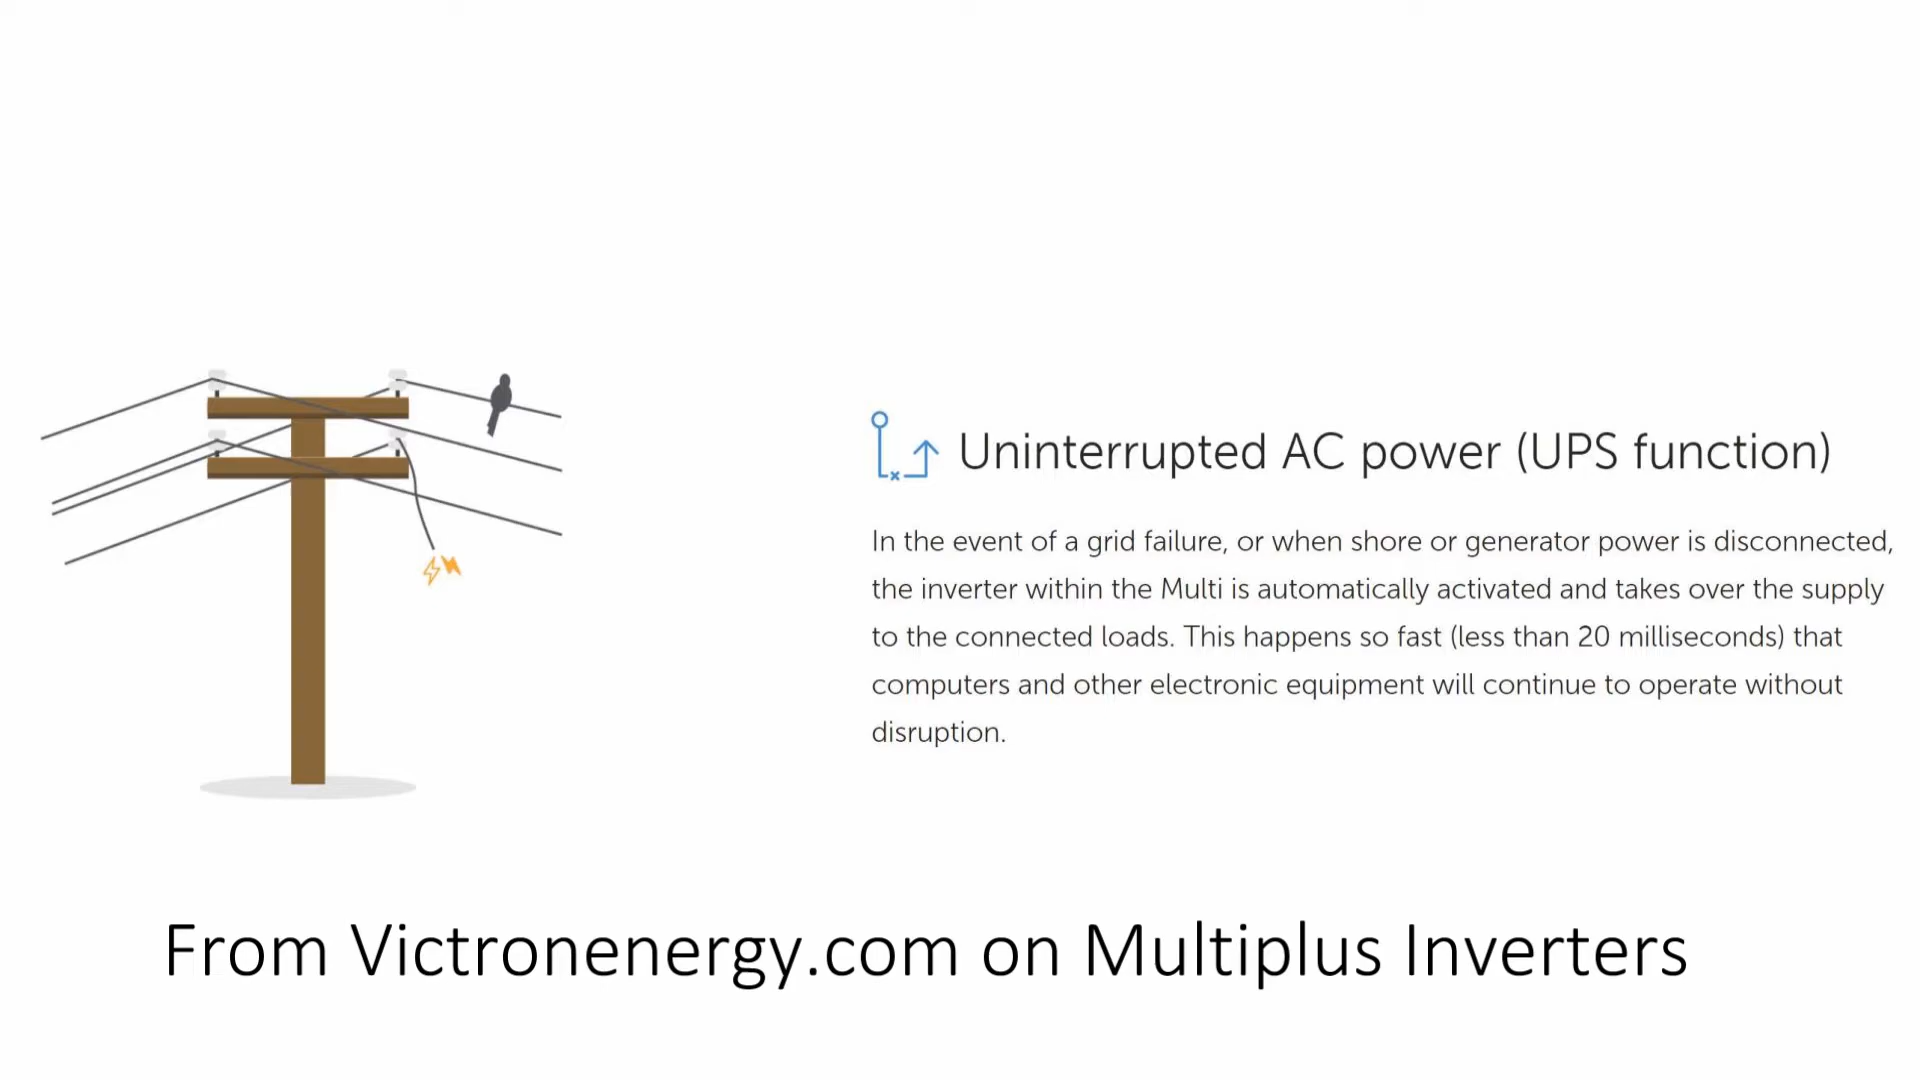 Uninterrupted AC power (UPS function)
In the event of a grid failure, or when shore or generator power is disconnected,
the inverter within the Multi is automatically activated and takes over the supply
to the connected loads. This happens so fast (less than 20 milliseconds) that
computers and other electronic equipment will continue to operate without
disruption.
From Victronenergy.com on Multiplus Inverters